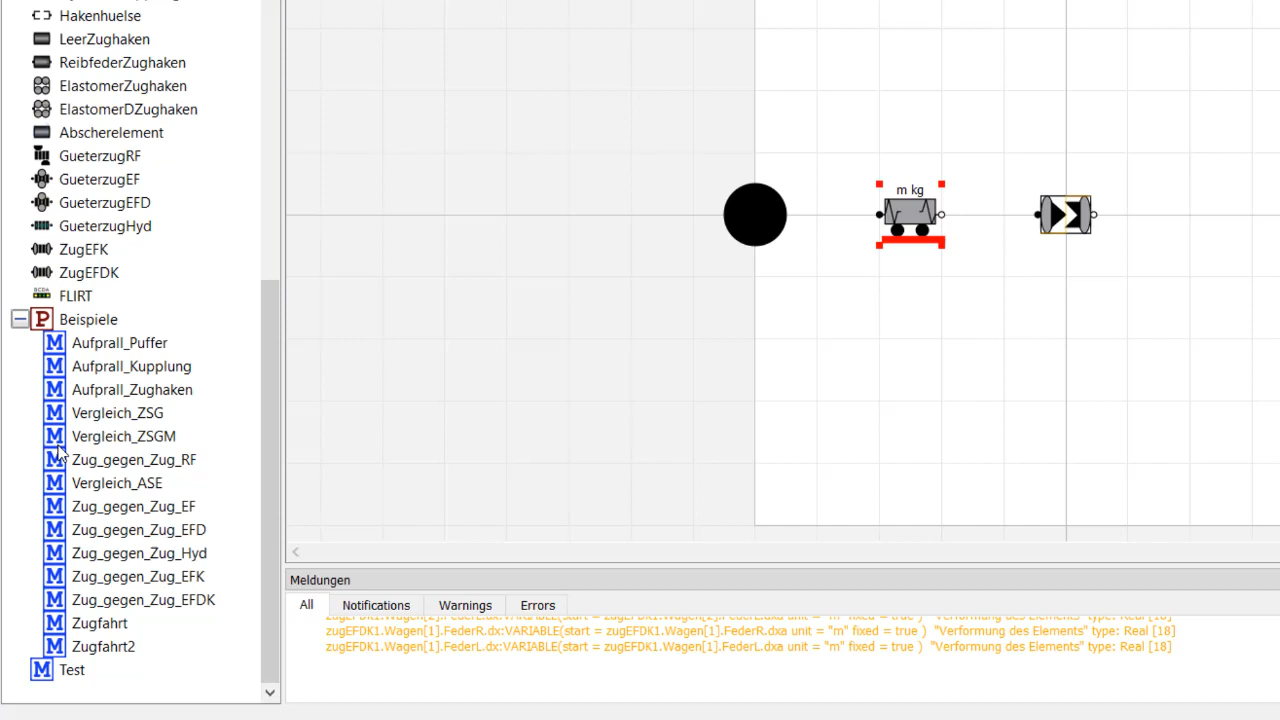 Hakenhuelse
LeerZughaken
ReibfederZughaken
ElastomerZughaken
ElastomerDZughaken
Abscherelement
GueterzugRF
GueterzugEF
GueterzugEFD
GueterzugHyd
ZugEFK
ZugEFDK
FLIRT
P Beispiele
M Aufprall_Puffer
M Aufprall_Kupplung
M Aufprall_Zughaken
M Vergleich_ZSG
M Vergleich_ZSGM
M Zug_gegen_Zug_RF
M Vergleich_ASE
M Zug_gegen_Zug_EF
M Zug_gegen_Zug_EFD
M Zug_gegen_Zug_Hyd
M Zug_gegen_Zug_EFK
M Zug_gegen_Zug_EFDK
M Zugfahrt
M Zugfahrt2
M Test
m kg
Meldungen
All Notifications Warnings Errors
zugEFDK1.Wagen[1].FederR.dx:VARIABLE(start = zugEFDK1.Wagen[1].FederR.dxa unit = "m" fixed = true ) "Verformung des Elements" type: Real [18]
zugEFDK1.Wagen[1].FederL.dx:VARIABLE(start = zugEFDK1.Wagen[1].FederL.dxa unit = "m" fixed = true ) "Verformung des Elements" type: Real [18]